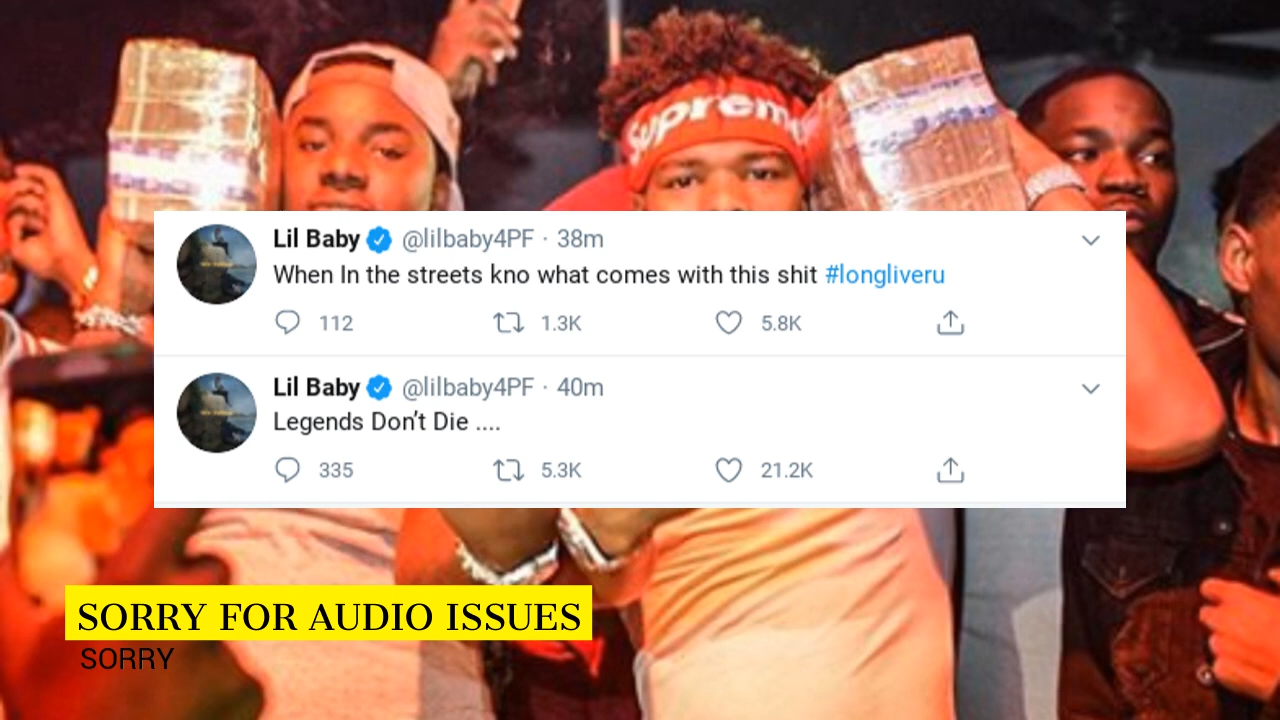 Supreme
Lil Baby @lilbaby4PF · 38m
When In the streets kno what comes with this shit #longliveru
112 1.3K 5.8K
Lil Baby @lilbaby4PF · 40m
Legends Don’t Die ....
335 5.3K 21.2K
SORRY FOR AUDIO ISSUES
SORRY